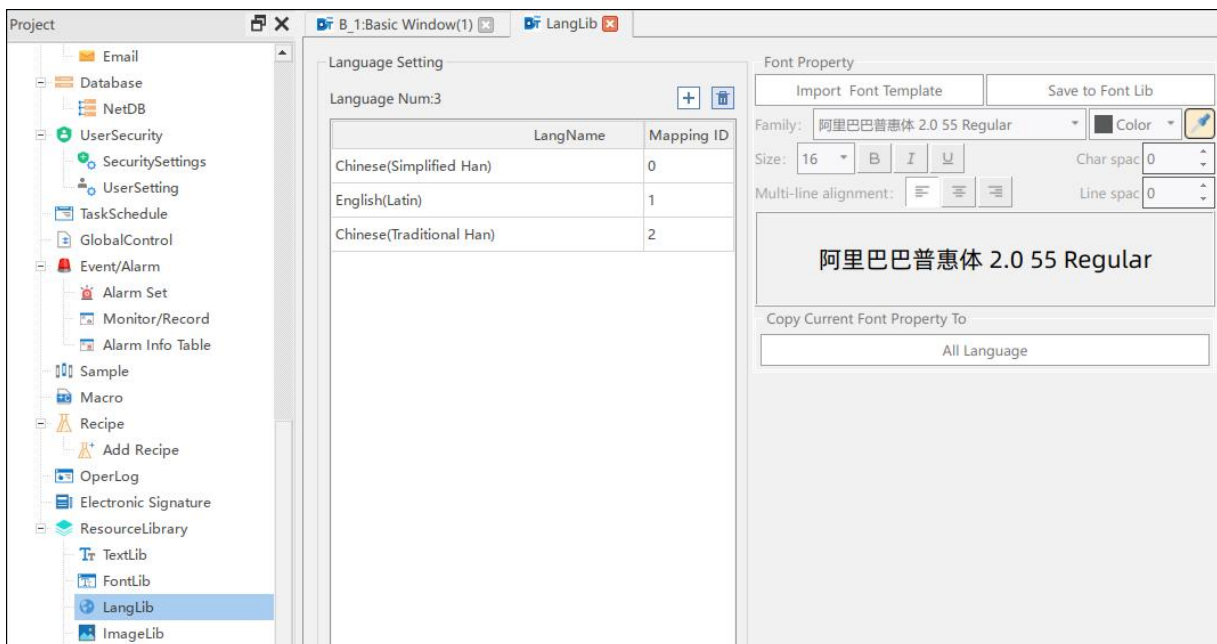 Project
Email
Database
NetDB
UserSecurity
SecuritySettings
UserSetting
TaskSchedule
GlobalControl
Event/Alarm
Alarm Set
Monitor/Record
Alarm Info Table
Sample
Macro
Recipe
Add Recipe
OperLog
Electronic Signature
ResourceLibrary
TextLib
FontLib
LangLib
ImageLib
B_1:Basic Window(1) LangLib
Language Setting
Language Num:3
LangName Mapping ID
Chinese(Simplified Han) 0
English(Latin) 1
Chinese(Traditional Han) 2
Font Property
Import Font Template Save to Font Lib
Family: 阿里巴巴普惠体 2.0 55 Regular Color
Size: 16 B I U Char spac 0
Multi-line alignment: Line spac 0
阿里巴巴普惠体 2.0 55 Regular
Copy Current Font Property To
All Language